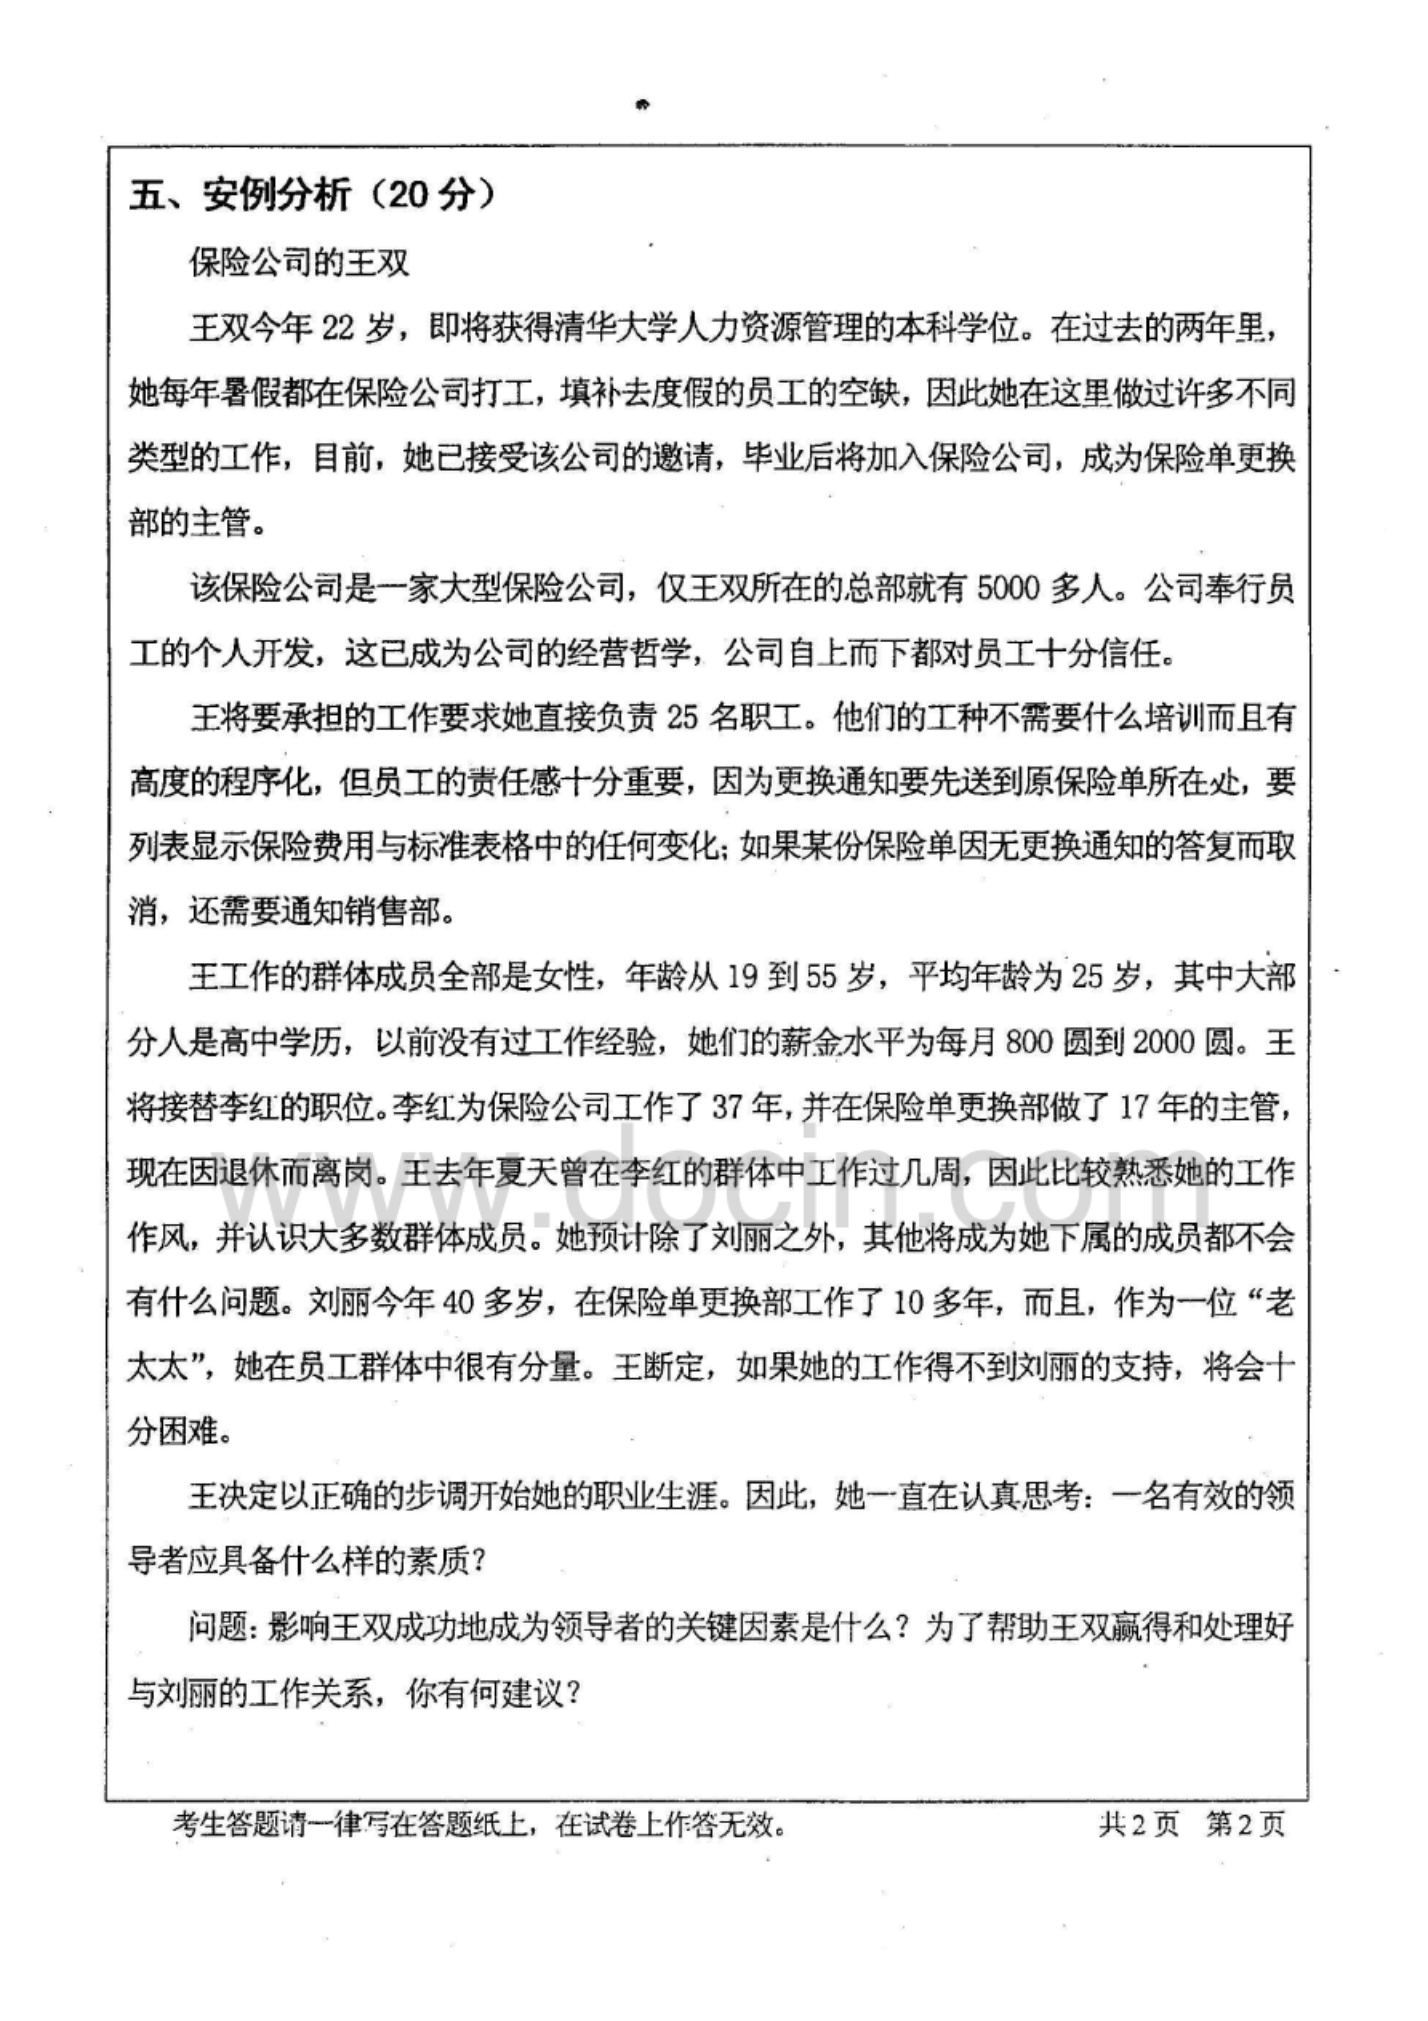 五、安例分析（20 分）
保险公司的王双
王双今年 22 岁，即将获得清华大学人力资源管理的本科学位。在过去的两年里，
她每年暑假都在保险公司打工，填补去度假的员工的空缺，因此她在这里做过许多不同
类型的工作，目前，她已接受该公司的邀请，毕业后将加入保险公司，成为保险单更换
部的主管。
该保险公司是一家大型保险公司，仅王双所在的总部就有 5000 多人。公司奉行员
工的个人开发，这已成为公司的经营哲学，公司自上而下都对员工十分信任。
王将要承担的工作要求她直接负责 25 名职工。他们的工种不需要什么培训而且有
高度的程序化，但员工的责任感十分重要，因为更换通知要先送到原保险单所在处，要
列表显示保险费用与标准表格中的任何变化；如果某份保险单因无更换通知的答复而取
消，还需要通知销售部。
王工作的群体成员全部是女性，年龄从 19 到 55 岁，平均年龄为 25 岁，其中大部
分人是高中学历，以前没有过工作经验，她们的薪金水平为每月 800 圆到 2000 圆。王
将接替李红的职位。李红为保险公司工作了 37 年，并在保险单更换部做了 17 年的主管，
现在因退休而离岗。王去年夏天曾在李红的群体中工作过几周，因此比较熟悉她的工作
作风，并认识大多数群体成员。她预计除了刘丽之外，其他将成为她下属的成员都不会
有什么问题。刘丽今年 40 多岁，在保险单更换部工作了 10 多年，而且，作为一位“老
太太”，她在员工群体中很有分量。王断定，如果她的工作得不到刘丽的支持，将会十
分困难。
王决定以正确的步调开始她的职业生涯。因此，她一直在认真思考：一名有效的领
导者应具备什么样的素质？
问题：影响王双成功地成为领导者的关键因素是什么？为了帮助王双赢得和处理好
与刘丽的工作关系，你有何建议？
www.docin.com
考生答题请一律写在答题纸上，在试卷上作答无效。 共 2 页 第 2 页